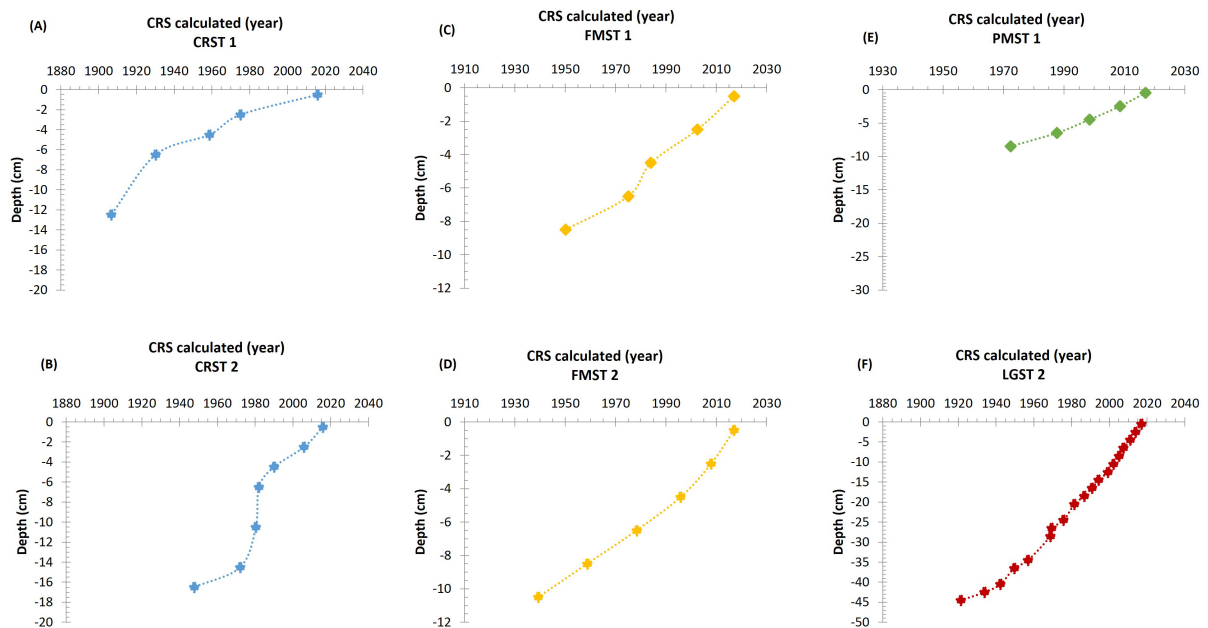 (A)
CRS calculated (year)
CRST 1
1880 1900 1920 1940 1960 1980 2000 2020 2040
Depth (cm)
0
-2
-4
-6
-8
-10
-12
-14
-16
-18
-20
(C)
CRS calculated (year)
FMST 1
1910 1930 1950 1970 1990 2010 2030
Depth (cm)
0
-2
-4
-6
-8
-10
-12
(E)
CRS calculated (year)
PMST 1
1930 1950 1970 1990 2010 2030
Depth (cm)
0
-5
-10
-15
-20
-25
-30
(B)
CRS calculated (year)
CRST 2
1880 1900 1920 1940 1960 1980 2000 2020 2040
Depth (cm)
0
-2
-4
-6
-8
-10
-12
-14
-16
-18
-20
(D)
CRS calculated (year)
FMST 2
1910 1930 1950 1970 1990 2010 2030
Depth (cm)
0
-2
-4
-6
-8
-10
-12
(F)
CRS calculated (year)
LGST 2
1880 1900 1920 1940 1960 1980 2000 2020 2040
Depth (cm)
0
-5
-10
-15
-20
-25
-30
-35
-40
-45
-50